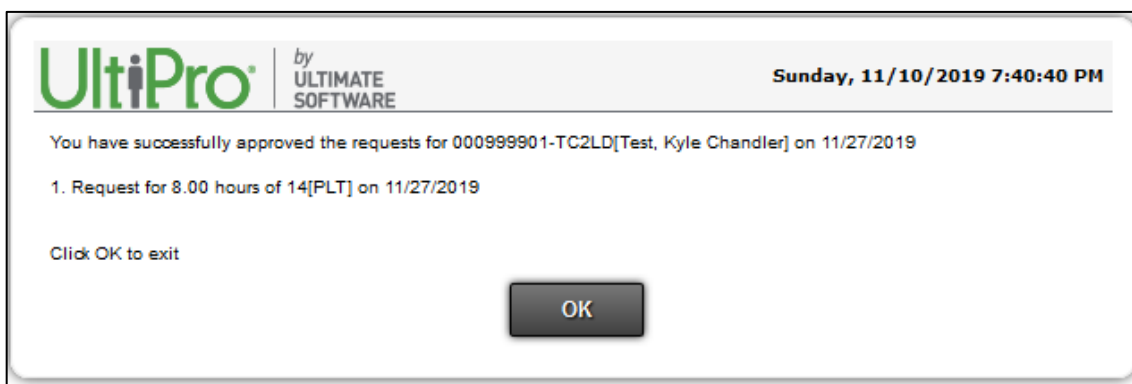 UltiPro
by
ULTIMATE
SOFTWARE
Sunday, 11/10/2019 7:40:40 PM
You have successfully approved the requests for 000999901-TC2LD[Test, Kyle Chandler] on 11/27/2019
1. Request for 8.00 hours of 14[PLT] on 11/27/2019
Click OK to exit
OK